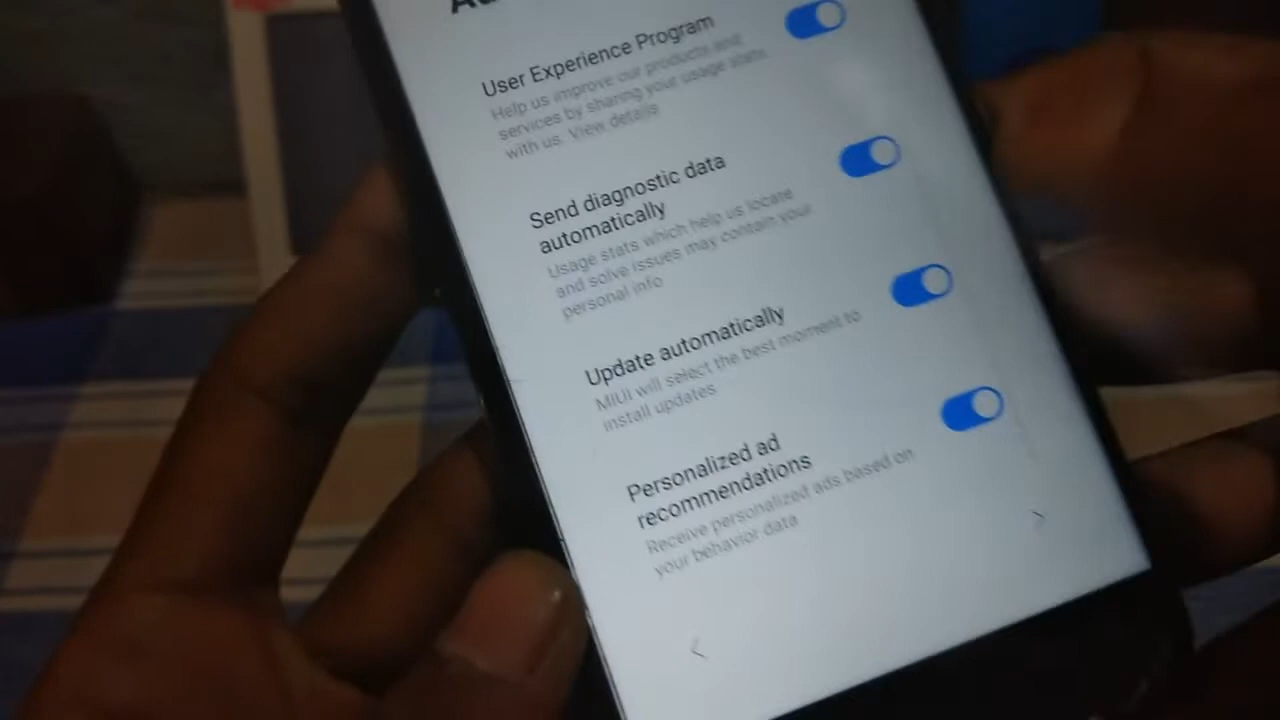 User Experience Program
Help us improve our products and
services by sharing your usage stats
with us. View details
Send diagnostic data
automatically
Usage stats which help us locate
and solve issues may contain your
personal info
Update automatically
MIUI will select the best moment to
install updates
Personalized ad
recommendations
Receive personalized ads based on
your behavior data